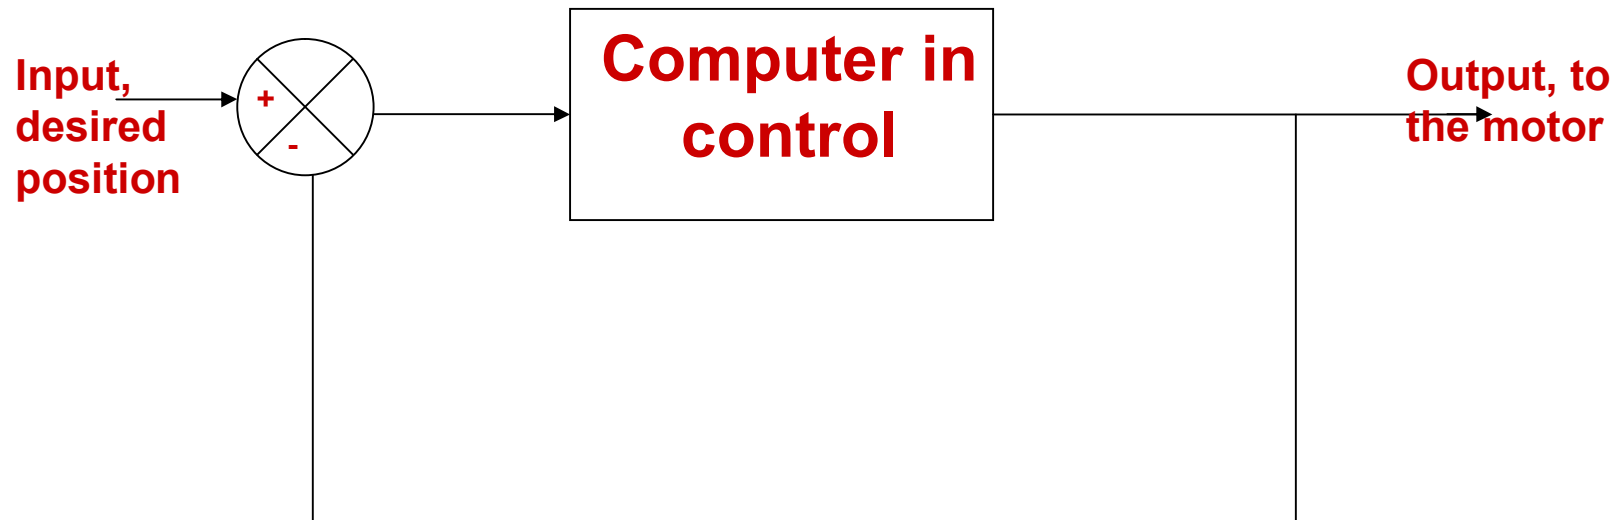 Input,
desired
position
+
-
Computer in
control
Output, to
the motor